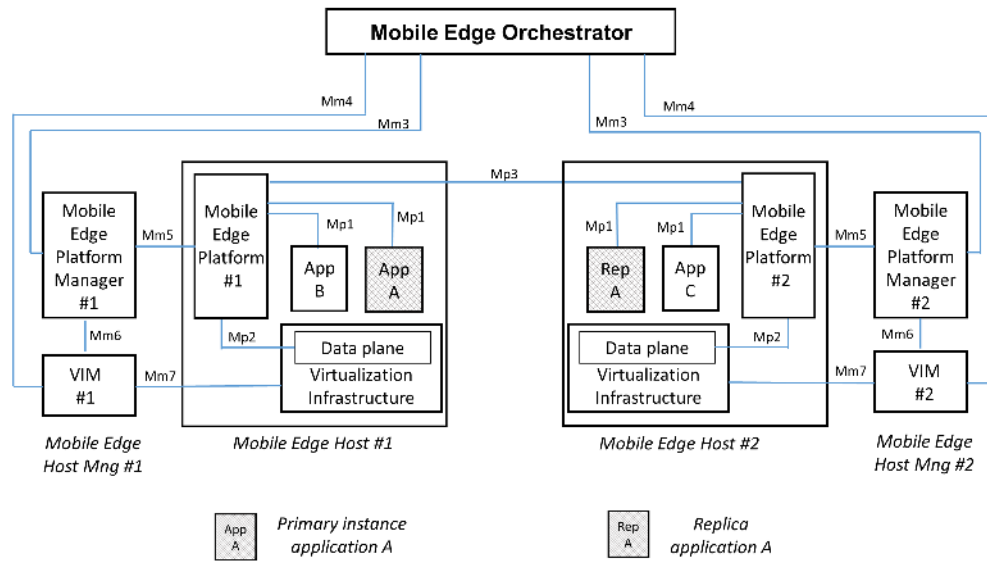 Mobile Edge Orchestrator
Mm4
Mm3
Mm4
Mm3
Mp3
Mobile
Edge
Platform
Manager
#1
Mm5
Mobile
Edge
Platform
#1
Mp1
Mp1
App
B
App
A
Mp1
Mp1
Rep
A
App
C
Mobile
Edge
Platform
#2
Mm5
Mobile
Edge
Platform
Manager
#2
Mm6
Mp2
Mp2
Mm6
VIM
#1
Mm7
Data plane
Virtualization
Infrastructure
Data plane
Virtualization
Infrastructure
Mm7
VIM
#2
Mobile Edge
Host Mng #1
Mobile Edge Host #1
Mobile Edge Host #2
Mobile Edge
Host Mng #2
App
A
Primary instance
application A
Rep
A
Replica
application A